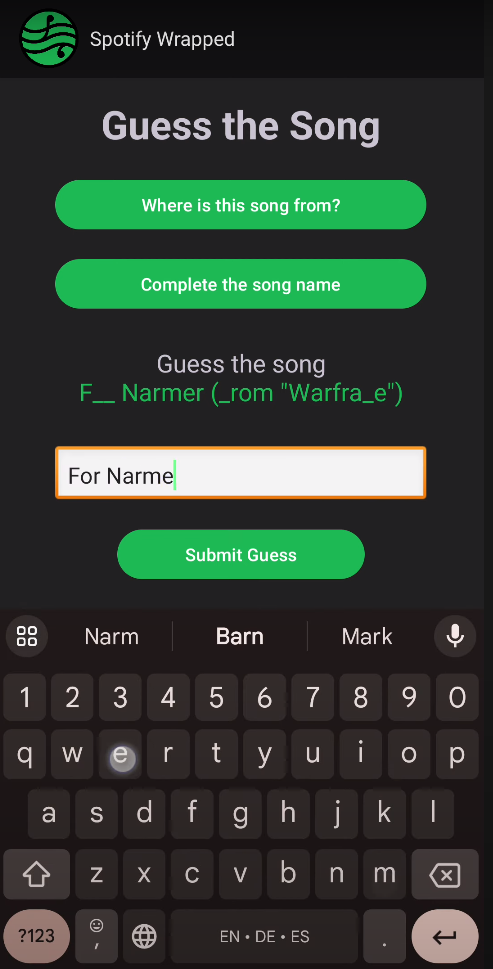 Spotify Wrapped
Guess the Song
Where is this song from?
Complete the song name
Guess the song
F__ Narmer (_rom "Warfra_e")
For Narme
Submit Guess
Narm Barn Mark
1 2 3 4 5 6 7 8 9 0
q w e r t y u i o p
a s d f g h j k l
z x c v b n m
?123 , EN • DE • ES .